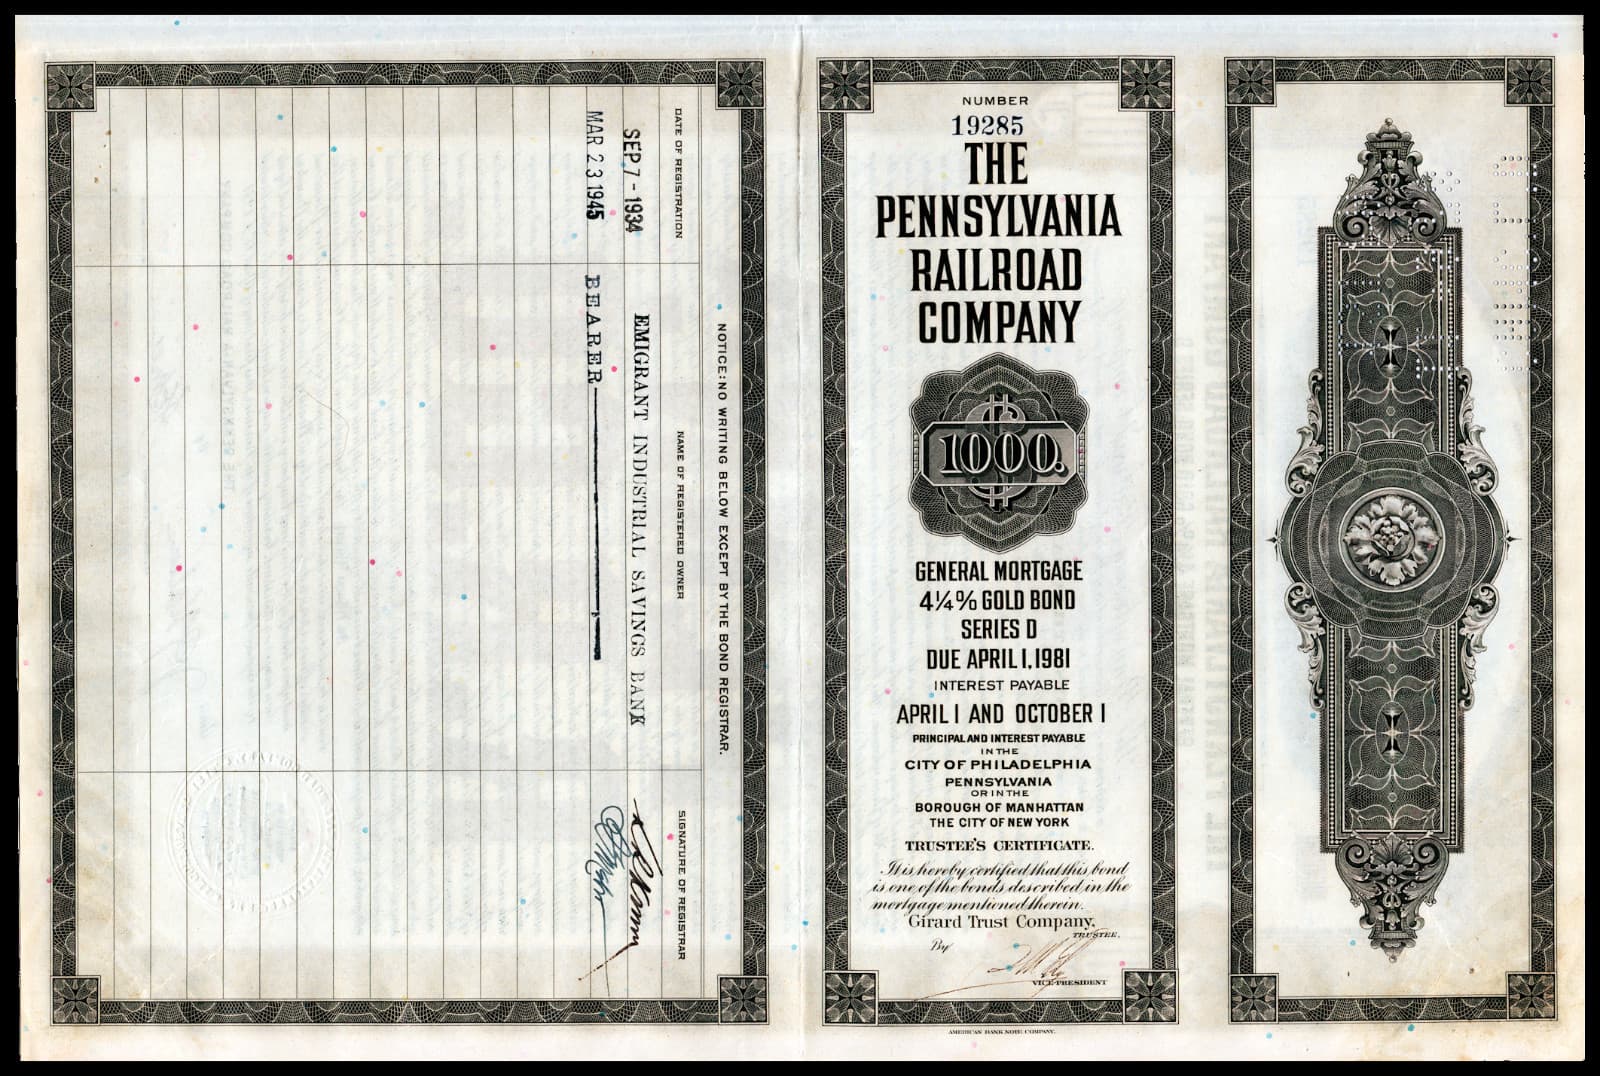 NOTICE: NO WRITING BELOW EXCEPT BY THE BOND REGISTRAR.
DATE OF REGISTRATION NAME OF REGISTERED OWNER SIGNATURE OF REGISTRAR
SEP 7 - 1934 EMIGRANT INDUSTRIAL SAVINGS BANK
MAR 23 1945 BEARER
NUMBER
19285
THE
PENNSYLVANIA
RAILROAD
COMPANY
$1000.
GENERAL MORTGAGE
4¼% GOLD BOND
SERIES D
DUE APRIL 1, 1981
INTEREST PAYABLE
APRIL 1 AND OCTOBER 1
PRINCIPAL AND INTEREST PAYABLE
IN THE
CITY OF PHILADELPHIA
PENNSYLVANIA
OR IN THE
BOROUGH OF MANHATTAN
THE CITY OF NEW YORK
TRUSTEE'S CERTIFICATE.
It is hereby certified that this bond
is one of the bonds described in the
mortgage mentioned therein.
Girard Trust Company,
TRUSTEE.
By
VICE-PRESIDENT
AMERICAN BANK NOTE COMPANY.